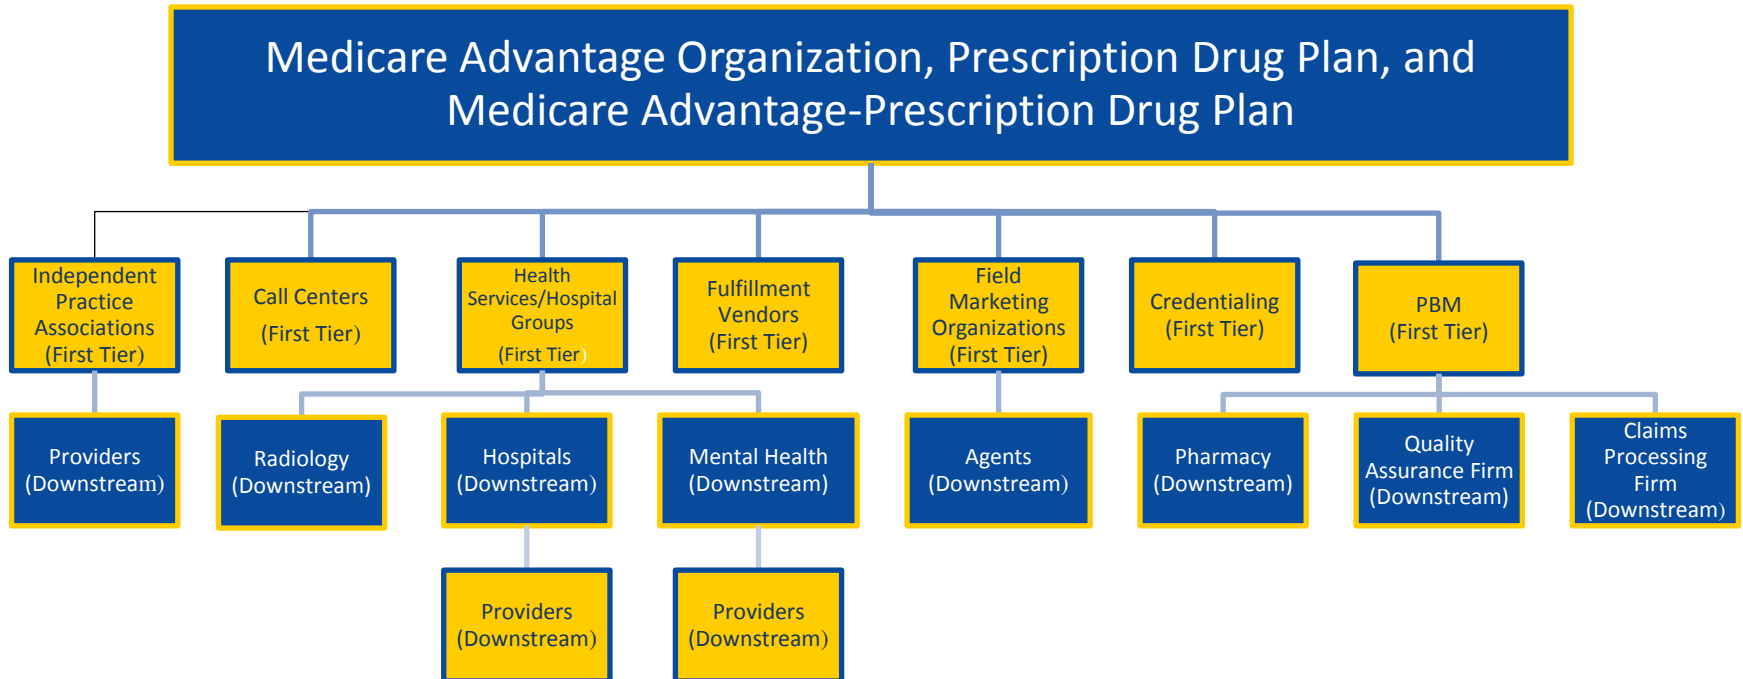 Medicare Advantage Organization, Prescription Drug Plan, and
Medicare Advantage-Prescription Drug Plan
Independent
Practice
Associations
(First Tier)
Call Centers
(First Tier)
Health
Services/Hospital
Groups
(First Tier)
Fulfillment
Vendors
(First Tier)
Field
Marketing
Organizations
(First Tier)
Credentialing
(First Tier)
PBM
(First Tier)
Providers
(Downstream)
Radiology
(Downstream)
Hospitals
(Downstream)
Mental Health
(Downstream)
Agents
(Downstream)
Pharmacy
(Downstream)
Quality
Assurance Firm
(Downstream)
Claims
Processing
Firm
(Downstream)
Providers
(Downstream)
Providers
(Downstream)